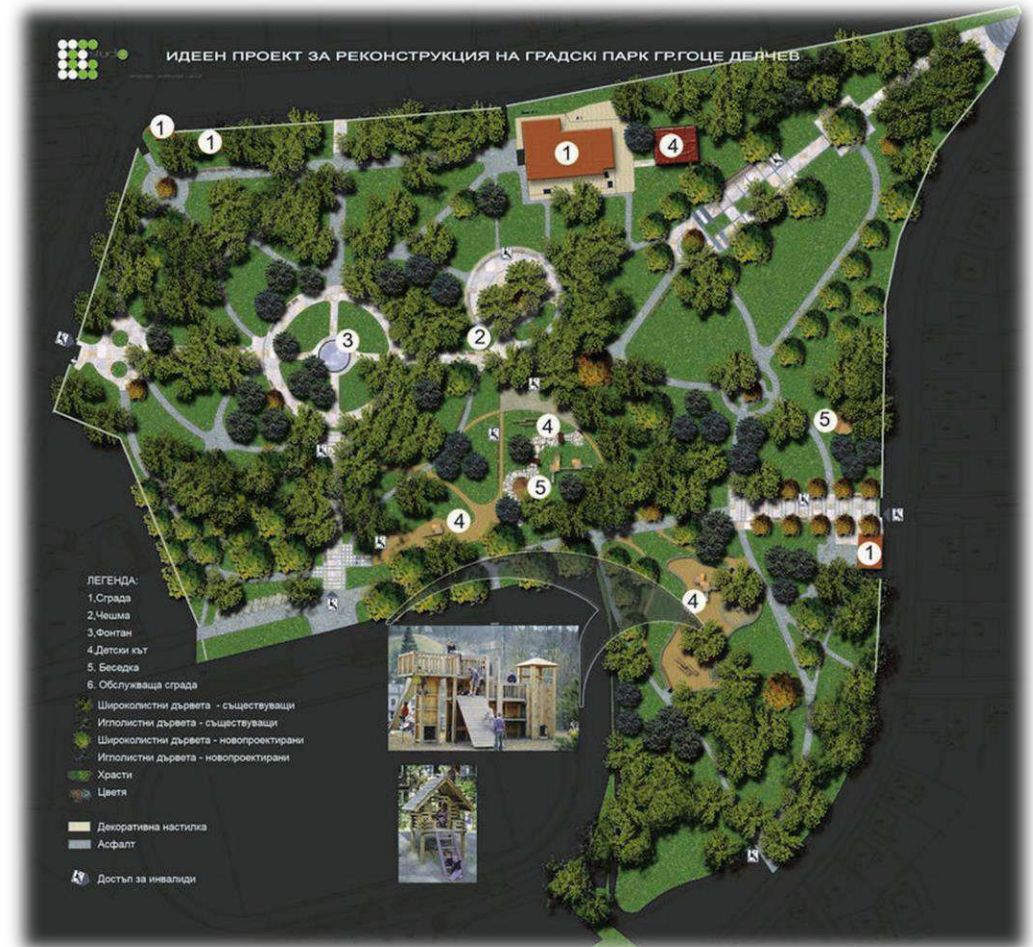 studio
ИДЕЕН ПРОЕКТ ЗА РЕКОНСТРУКЦИЯ НА ГРАДСКІ ПАРК ГР.ГОЦЕ ДЕЛЧЕВ
1
1
1
4
3
2
4
5
5
4
1
4
ЛЕГЕНДА:
1,Сграда
2,Чешма
3,Фонтан
4,Детски кът
5. Беседка
6. Обслужваща сграда
Широколистни дървета - съществуващи
Иглолистни дървета - съществуващи
Широколистни дървета - новопроектирани
Иглолистни дървета - новопроектирани
Храсти
Цветя
Декоративна настилка
Асфалт
Достъп за инвалиди